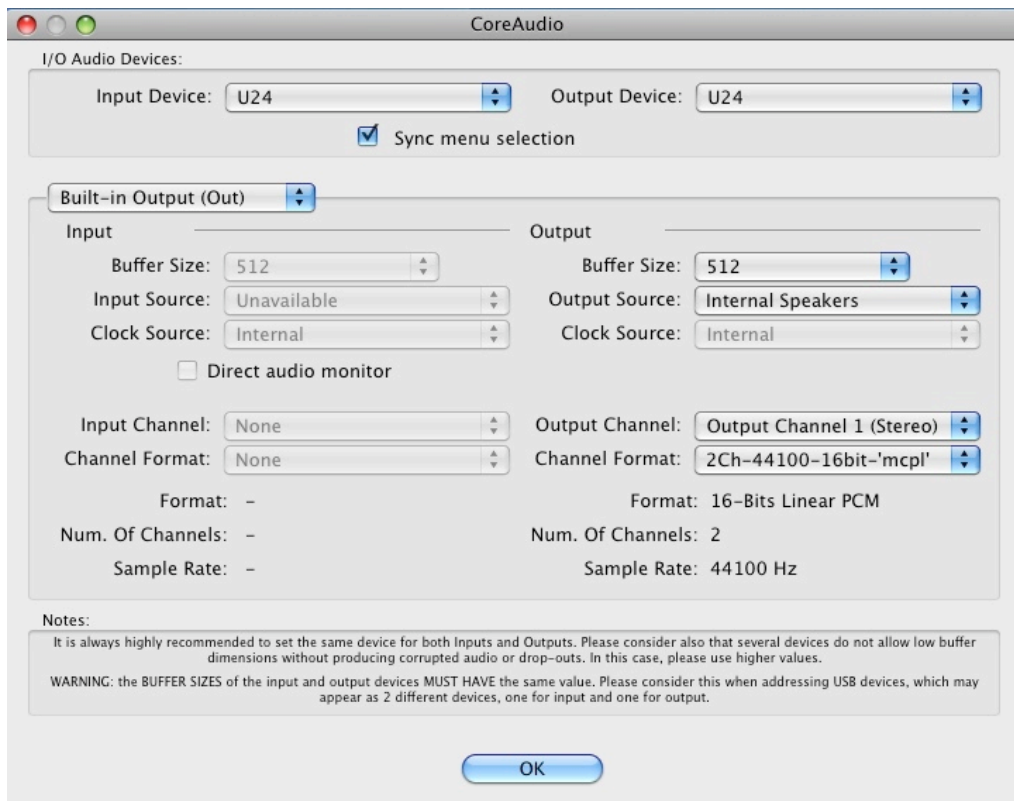 CoreAudio
I/O Audio Devices:
Input Device: U24 Output Device: U24
Sync menu selection
Built-in Output (Out)
Input Output
Buffer Size: 512 Buffer Size: 512
Input Source: Unavailable Output Source: Internal Speakers
Clock Source: Internal Clock Source: Internal
Direct audio monitor
Input Channel: None Output Channel: Output Channel 1 (Stereo)
Channel Format: None Channel Format: 2Ch-44100-16bit-'mcpl'
Format: - Format: 16-Bits Linear PCM
Num. Of Channels: - Num. Of Channels: 2
Sample Rate: - Sample Rate: 44100 Hz
Notes:
It is always highly recommended to set the same device for both Inputs and Outputs. Please consider also that several devices do not allow low buffer
dimensions without producing corrupted audio or drop-outs. In this case, please use higher values.
WARNING: the BUFFER SIZES of the input and output devices MUST HAVE the same value. Please consider this when addressing USB devices, which may
appear as 2 different devices, one for input and one for output.
OK